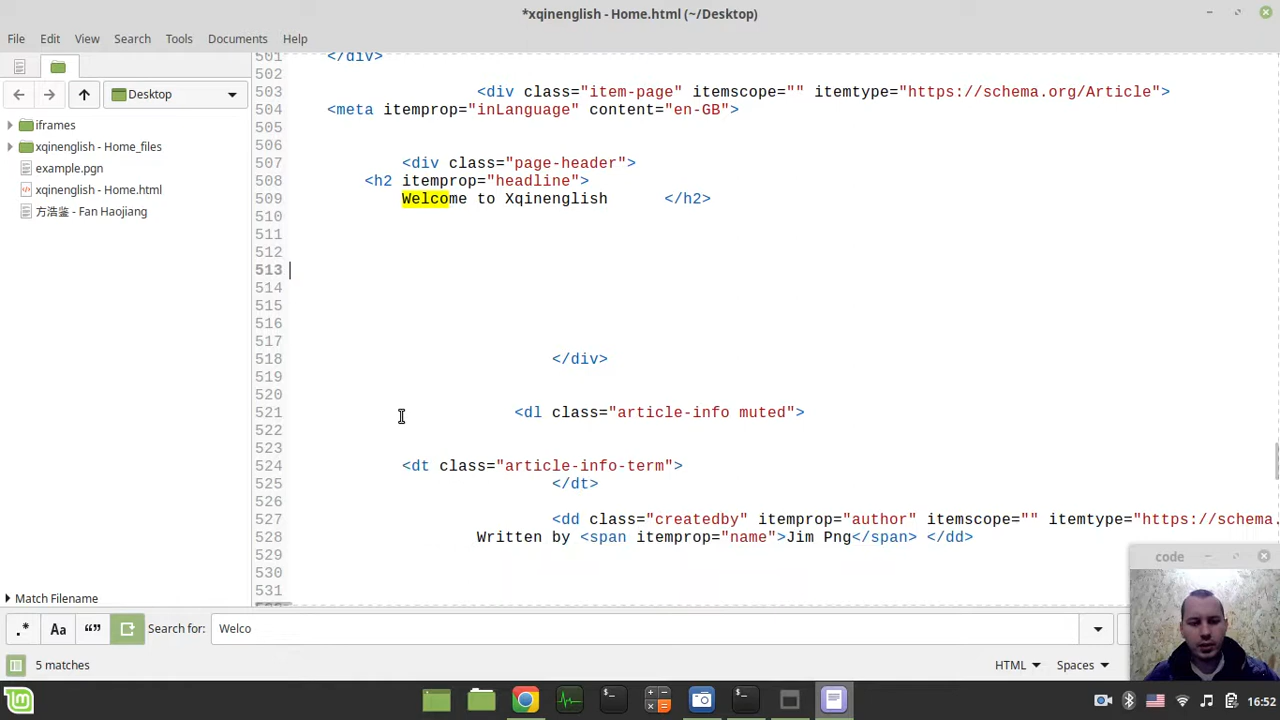 *xqinenglish - Home.html (~/Desktop)
File Edit View Search Tools Documents Help
Desktop
iframes
xqinenglish - Home_files
example.pgn
xqinenglish - Home.html
方浩鉴 - Fan Haojiang
Match Filename
501 </div>
502
503 <div class="item-page" itemscope="" itemtype="https://schema.org/Article">
504 <meta itemprop="inLanguage" content="en-GB">
505
506
507 <div class="page-header">
508 <h2 itemprop="headline">
509 Welcome to Xqinenglish </h2>
510
511
512
513
514
515
516
517
518 </div>
519
520
521 <dl class="article-info muted">
522
523
524 <dt class="article-info-term">
525 </dt>
526
527 <dd class="createdby" itemprop="author" itemscope="" itemtype="https://schema.
528 Written by <span itemprop="name">Jim Png</span> </dd>
529
530
531
code
.* Aa “” Search for: Welco
5 matches HTML Spaces
16:52